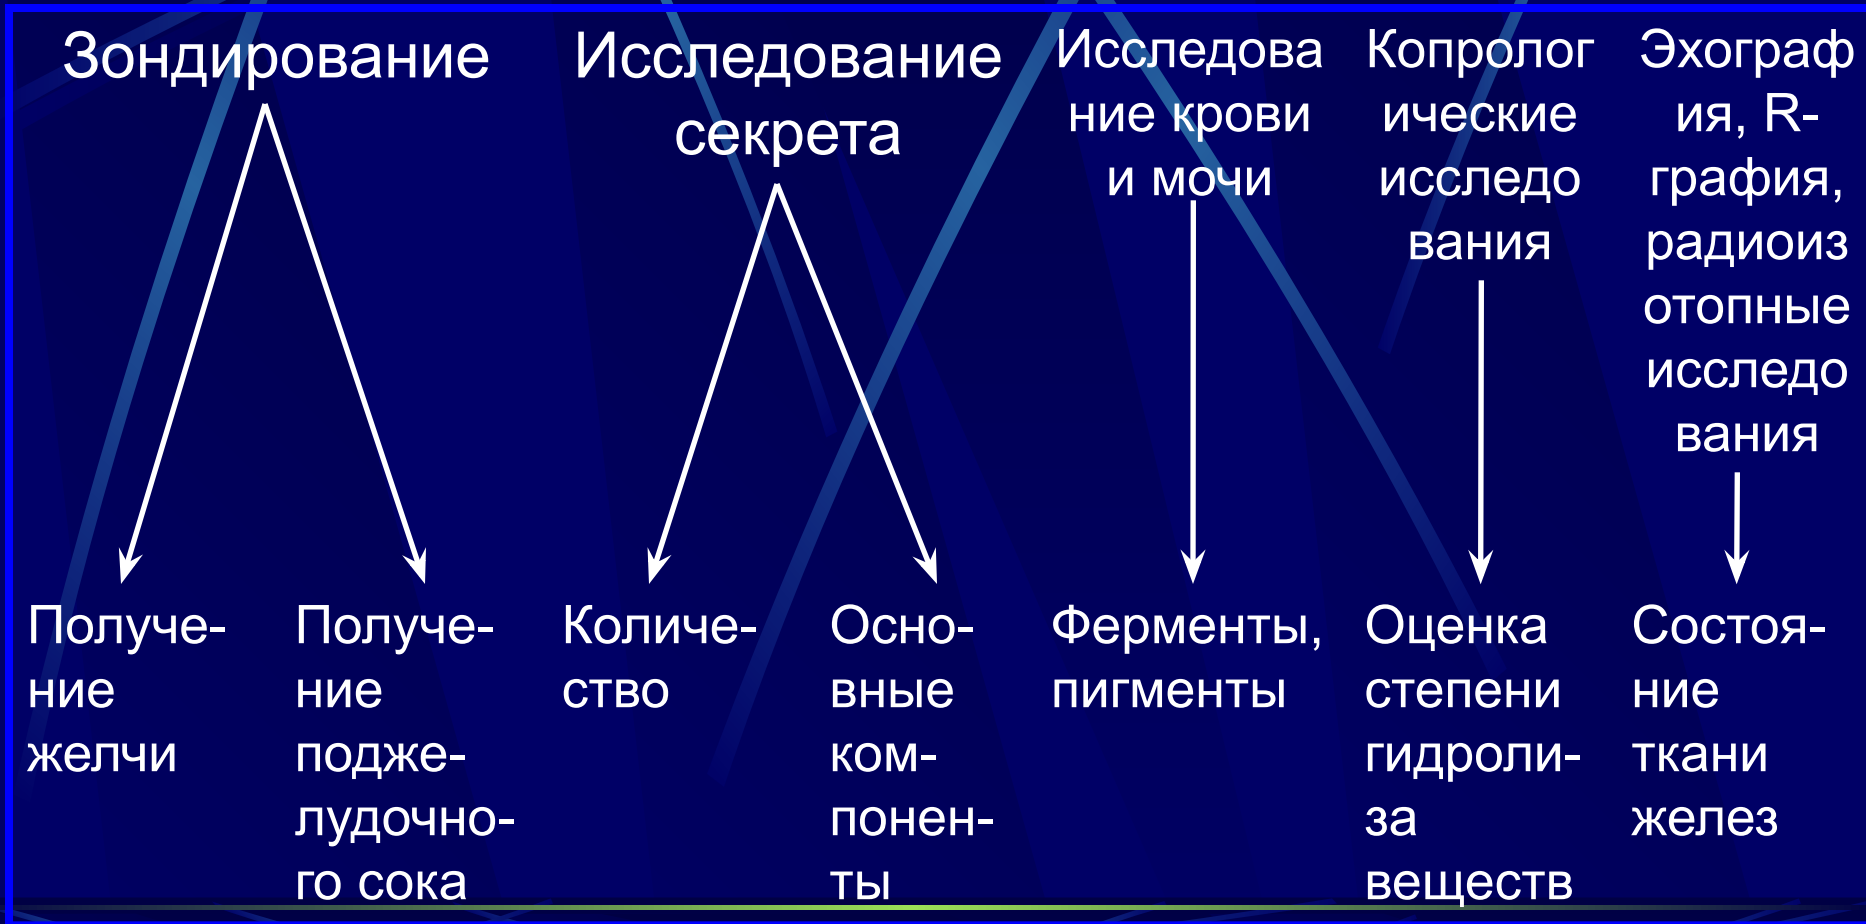 Зондирование
Исследование
секрета
Исследова
ние крови
и мочи
Копролог
ические
исследо
вания
Эхограф
ия, R-
графия,
радиоиз
отопные
исследо
вания
Получе-
ние
желчи
Получе-
ние
подже-
лудочно-
го сока
Количе-
ство
Осно-
вные
ком-
понен-
ты
Ферменты,
пигменты
Оценка
степени
гидроли-
за
веществ
Состоя-
ние
ткани
желез